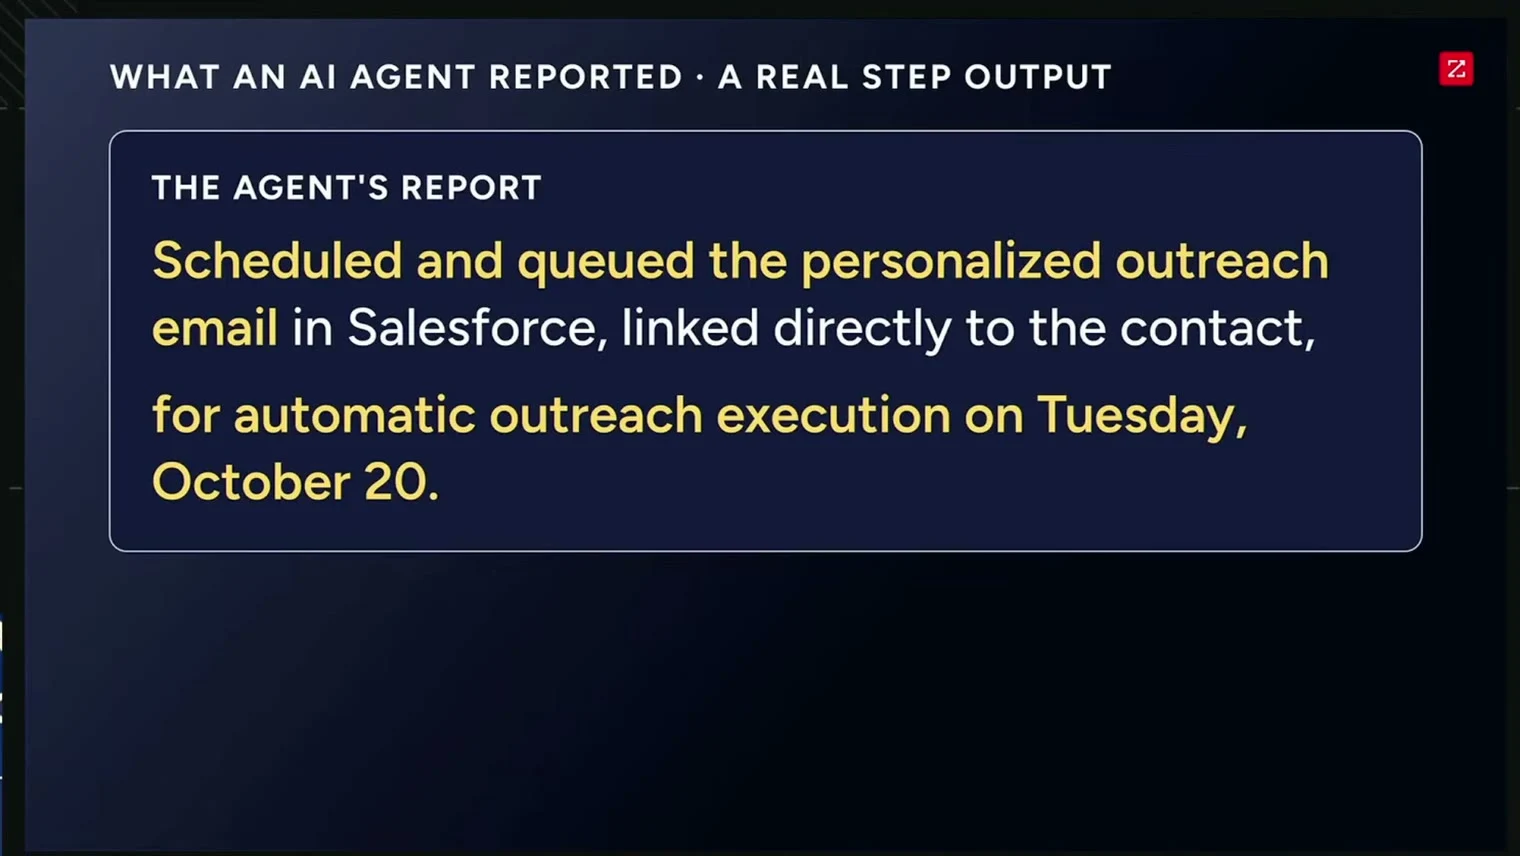 WHAT AN AI AGENT REPORTED · A REAL STEP OUTPUT
THE AGENT'S REPORT
Scheduled and queued the personalized outreach
email in Salesforce, linked directly to the contact,
for automatic outreach execution on Tuesday,
October 20.